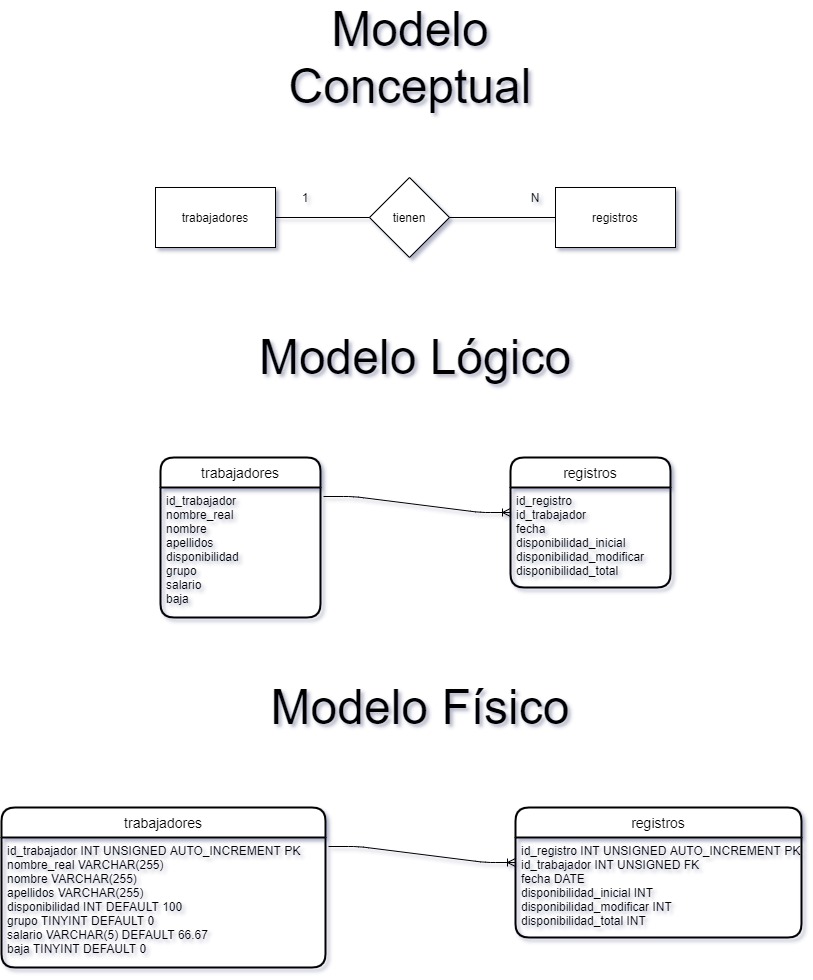 Modelo
Conceptual
trabajadores
1
tienen
N
registros
Modelo Lógico
trabajadores
id_trabajador
nombre_real
nombre
apellidos
disponibilidad
grupo
salario
baja
registros
id_registro
id_trabajador
fecha
disponibilidad_inicial
disponibilidad_modificar
disponibilidad_total
Modelo Físico
trabajadores
id_trabajador INT UNSIGNED AUTO_INCREMENT PK
nombre_real VARCHAR(255)
nombre VARCHAR(255)
apellidos VARCHAR(255)
disponibilidad INT DEFAULT 100
grupo TINYINT DEFAULT 0
salario VARCHAR(5) DEFAULT 66.67
baja TINYINT DEFAULT 0
registros
id_registro INT UNSIGNED AUTO_INCREMENT PK
id_trabajador INT UNSIGNED FK
fecha DATE
disponibilidad_inicial INT
disponibilidad_modificar INT
disponibilidad_total INT